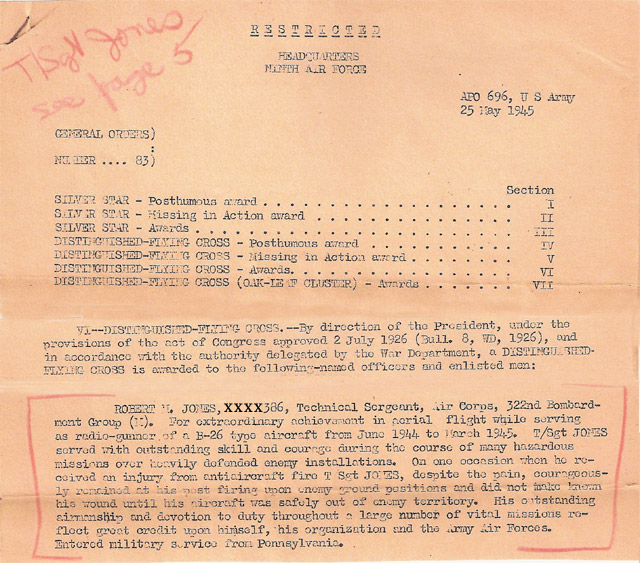 T/Sgt Jones
see page 5
RESTRICTED
HEADQUARTERS
NINTH AIR FORCE
APO 696, U S Army
25 May 1945
GENERAL ORDERS)
:
NUMBER .... 83)
Section
SILVER STAR - Posthumous award . . . . . . . . . . . . . . . . . . . . I
SILVER STAR - Missing in Action award . . . . . . . . . . . . . . . . II
SILVER STAR - Awards . . . . . . . . . . . . . . . . . . . . . . . . III
DISTINGUISHED-FLYING CROSS - Posthumous award . . . . . . . . . . . . IV
DISTINGUISHED-FLYING CROSS - Missing in Action award . . . . . . . . V
DISTINGUISHED-FLYING CROSS - Awards. . . . . . . . . . . . . . . . . VI
DISTINGUISHED-FLYING CROSS (OAK-LEAF CLUSTER) - Awards . . . . . . . VII
VI--DISTINGUISHED-FLYING CROSS.--By direction of the President, under the
provisions of the act of Congress approved 2 July 1926 (Bull. 8, WD, 1926), and
in accordance with the authority delegated by the War Department, a DISTINGUISHED-
FLYING CROSS is awarded to the following-named officers and enlisted men:
ROBERT M. JONES, XXXX386, Technical Sergeant, Air Corps, 322nd Bombard-
ment Group (M). For extraordinary achievement in aerial flight while serving
as radio-gunner of a B-26 type aircraft from June 1944 to March 1945. T/Sgt JONES
served with outstanding skill and courage during the course of many hazardous
missions over heavily defended enemy installations. On one occasion when he re-
ceived an injury from antiaircraft fire T Sgt JONES, despite the pain, courageous-
ly remained at his post firing upon enemy ground positions and did not make known
his wound until his aircraft was safely out of enemy territory. His outstanding
airmanship and devotion to duty throughout a large number of vital missions re-
flect great credit upon himself, his organization and the Army Air Forces.
Entered military service from Pennsylvania.